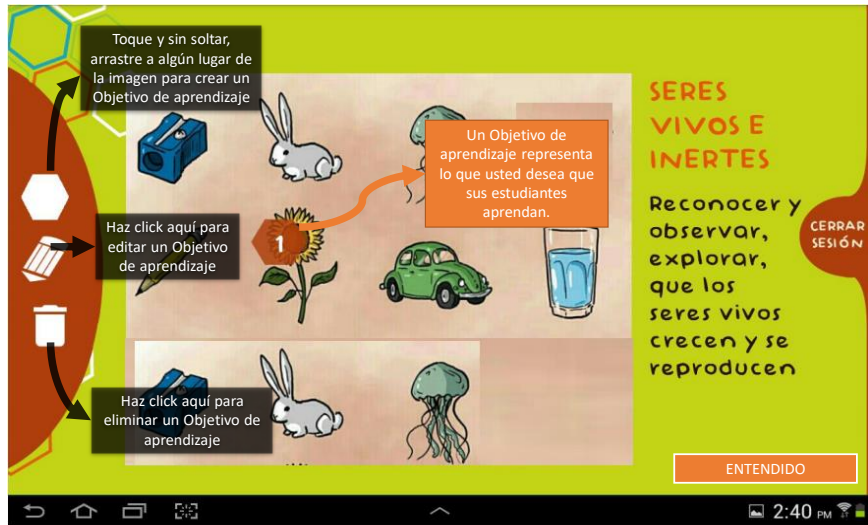 Toque y sin soltar,
arrastre a algún lugar de
la imagen para crear un
Objetivo de aprendizaje
Un Objetivo de
aprendizaje representa
lo que usted desea que
sus estudiantes
aprendan.
Haz click aquí para
editar un Objetivo
de aprendizaje
1
Haz click aquí para
eliminar un Objetivo de
aprendizaje
SERES
VIVOS E
INERTES
Reconocer y
observar,
explorar,
que los
seres vivos
crecen y se
reproducen
CERRAR
SESIÓN
ENTENDIDO
2:40 PM